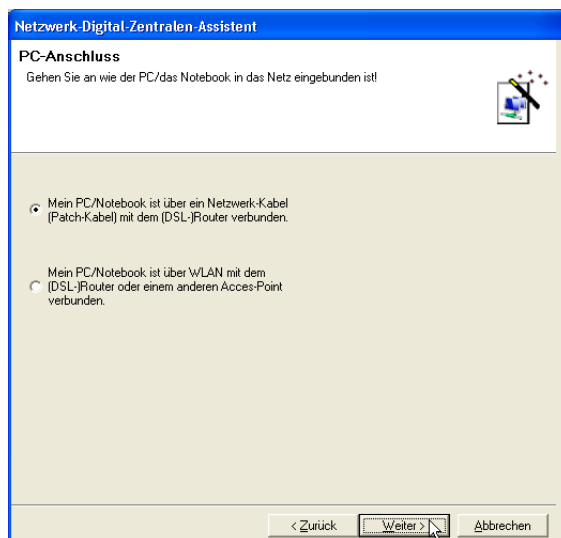 Netzwerk-Digital-Zentralen-Assistent
PC-Anschluss
Gehen Sie an wie der PC/das Notebook in das Netz eingebunden ist!
Mein PC/Notebook ist über ein Netzwerk-Kabel
(Patch-Kabel) mit dem (DSL-)Router verbunden.
Mein PC/Notebook ist über WLAN mit dem
(DSL-)Router oder einem anderen Acces-Point
verbunden.
< Zurück Weiter > Abbrechen